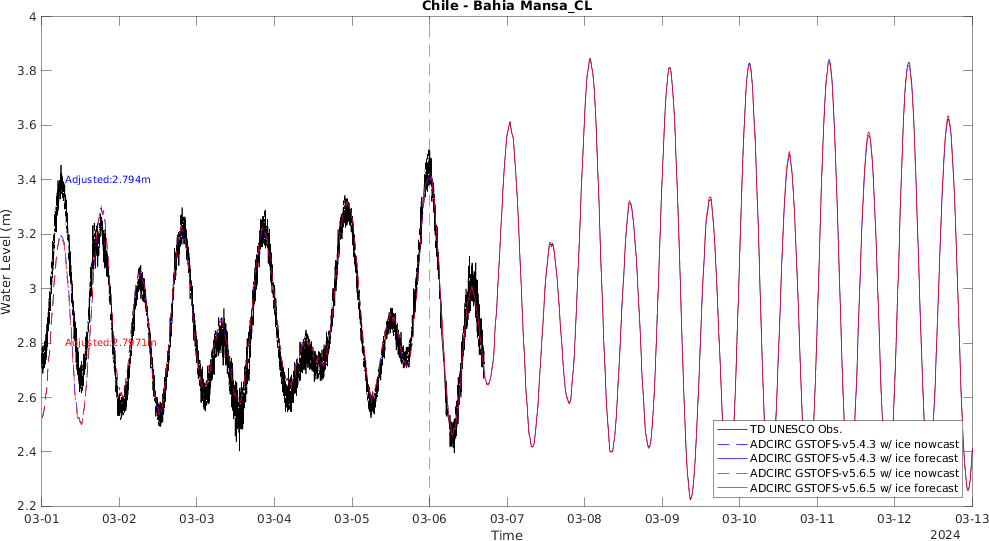 Chile - Bahia Mansa_CL
4
3.8
3.6
3.4
3.2
3
2.8
2.6
2.4
2.2
Water Level (m)
Adjusted:2.794m
Adjusted:2.7971m
TD UNESCO Obs.
ADCIRC GSTOFS-v5.4.3 w/ ice nowcast
ADCIRC GSTOFS-v5.4.3 w/ ice forecast
ADCIRC GSTOFS-v5.6.5 w/ ice nowcast
ADCIRC GSTOFS-v5.6.5 w/ ice forecast
03-01 03-02 03-03 03-04 03-05 03-06 03-07 03-08 03-09 03-10 03-11 03-12 03-13
Time
2024